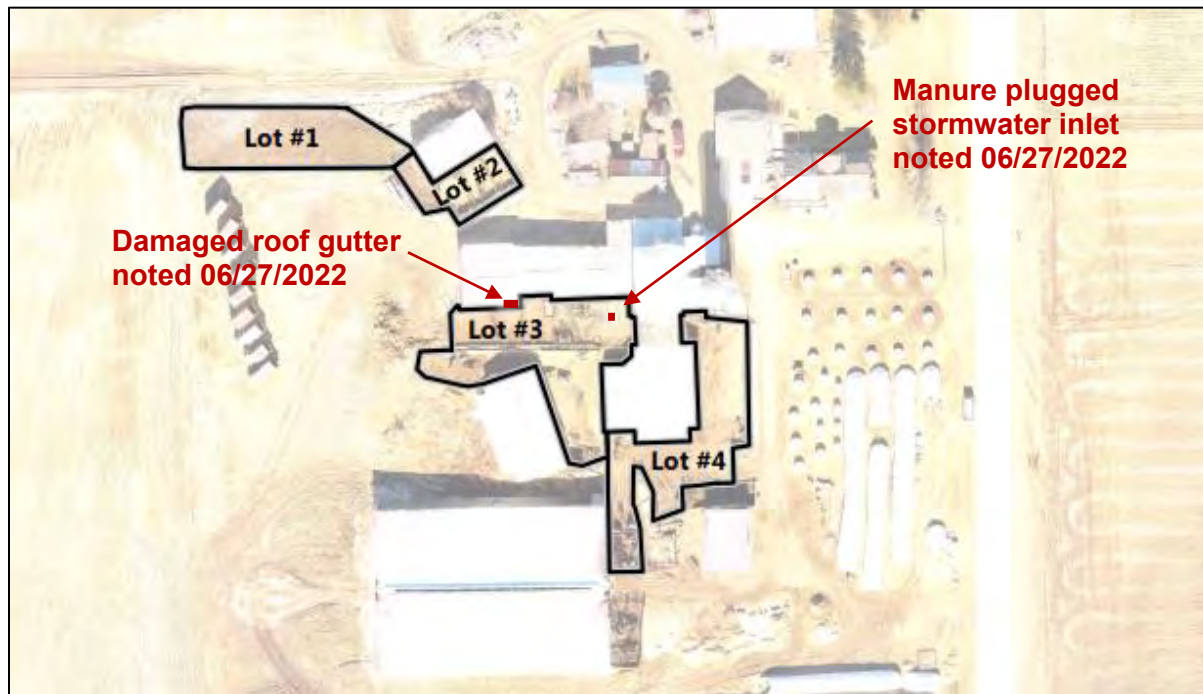 Manure plugged
stormwater inlet
noted 06/27/2022
Lot #1
Lot #2
Damaged roof gutter
noted 06/27/2022
Lot #3
Lot #4